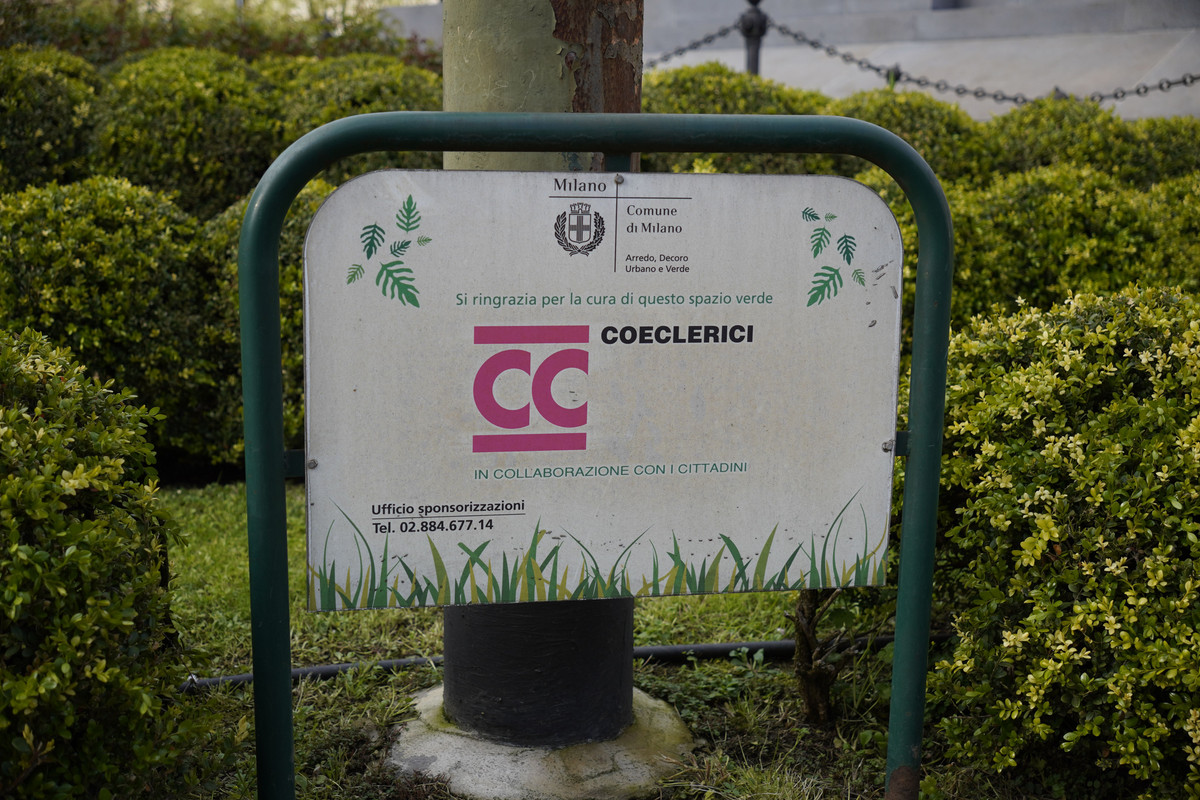 Milano
Comune
di Milano
Arredo, Decoro
Urbano e Verde
Si ringrazia per la cura di questo spazio verde
CC
COECLERICI
IN COLLABORAZIONE CON I CITTADINI
Ufficio sponsorizzazioni
Tel. 02.884.677.14